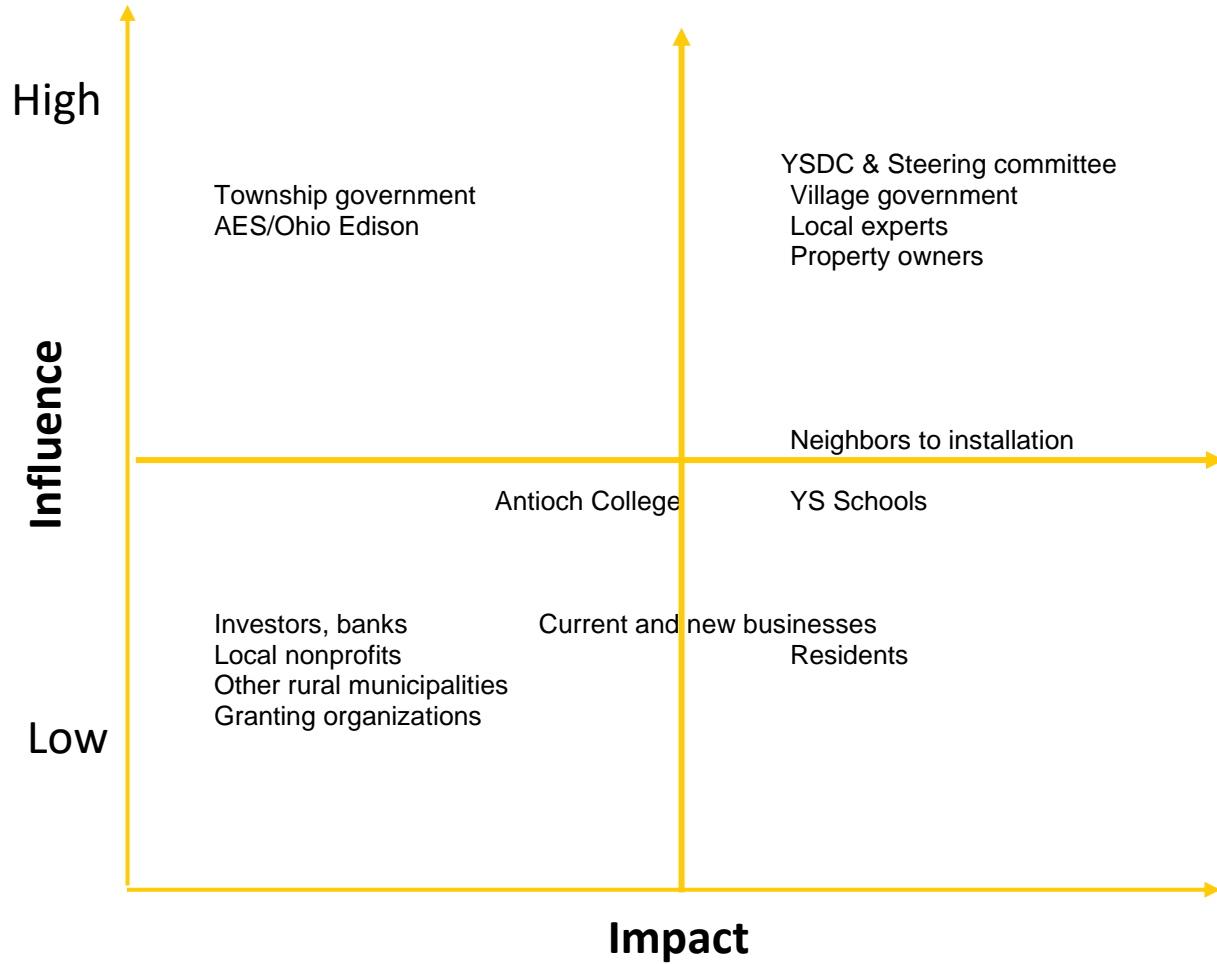 High
YSDC & Steering committee
Township government
Village government
AES/Ohio Edison
Local experts
Property owners
Influence
Neighbors to installation
Antioch College
YS Schools
Investors, banks
Current and new businesses
Local nonprofits
Residents
Other rural municipalities
Granting organizations
Low
Impact